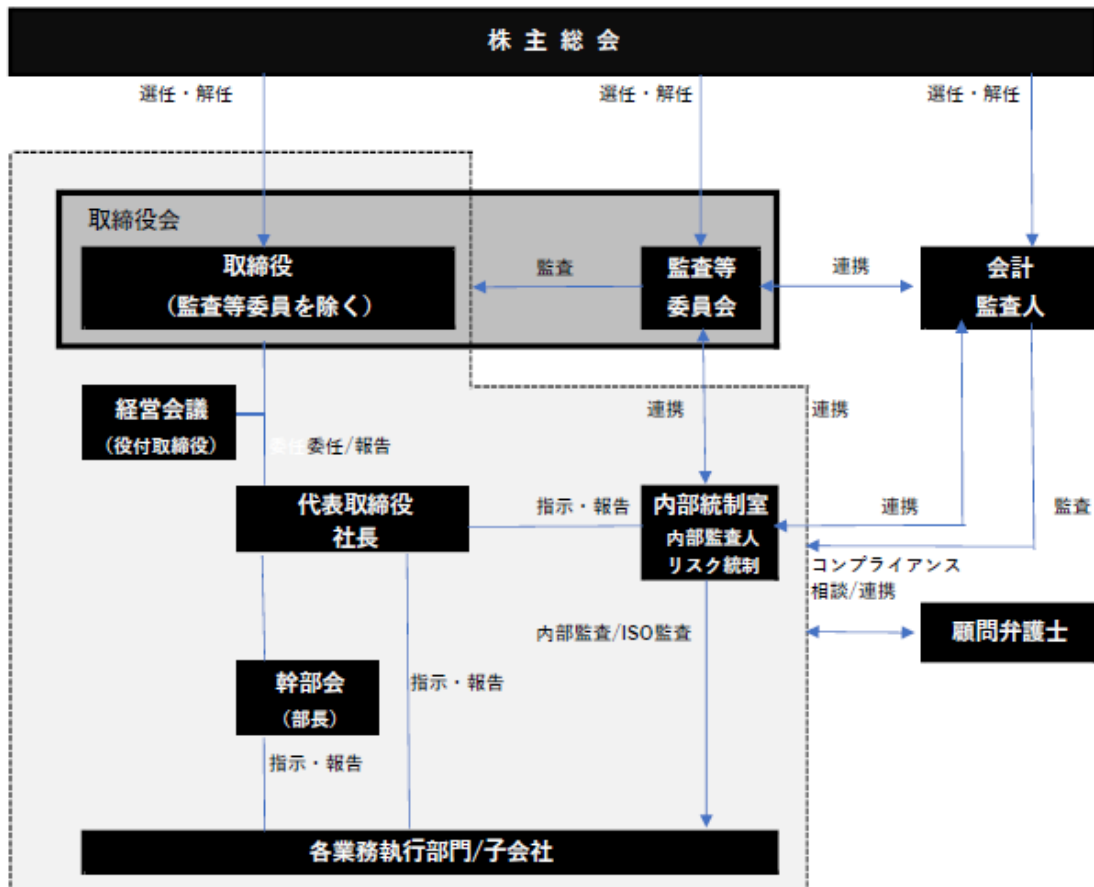 株主総会
選任・解任
選任・解任
選任・解任
取締役会
取締役
（監査等委員を除く）
監査
監査等
委員会
連携
会計
監査人
経営会議
（役付取締役）
連携
連携
委任委任/報告
代表取締役
社長
指示・報告
内部統制室
内部監査人
リスク統制
連携
監査
コンプライアンス
相談/連携
内部監査/ISO監査
顧問弁護士
幹部会
（部長）
指示・報告
指示・報告
各業務執行部門/子会社